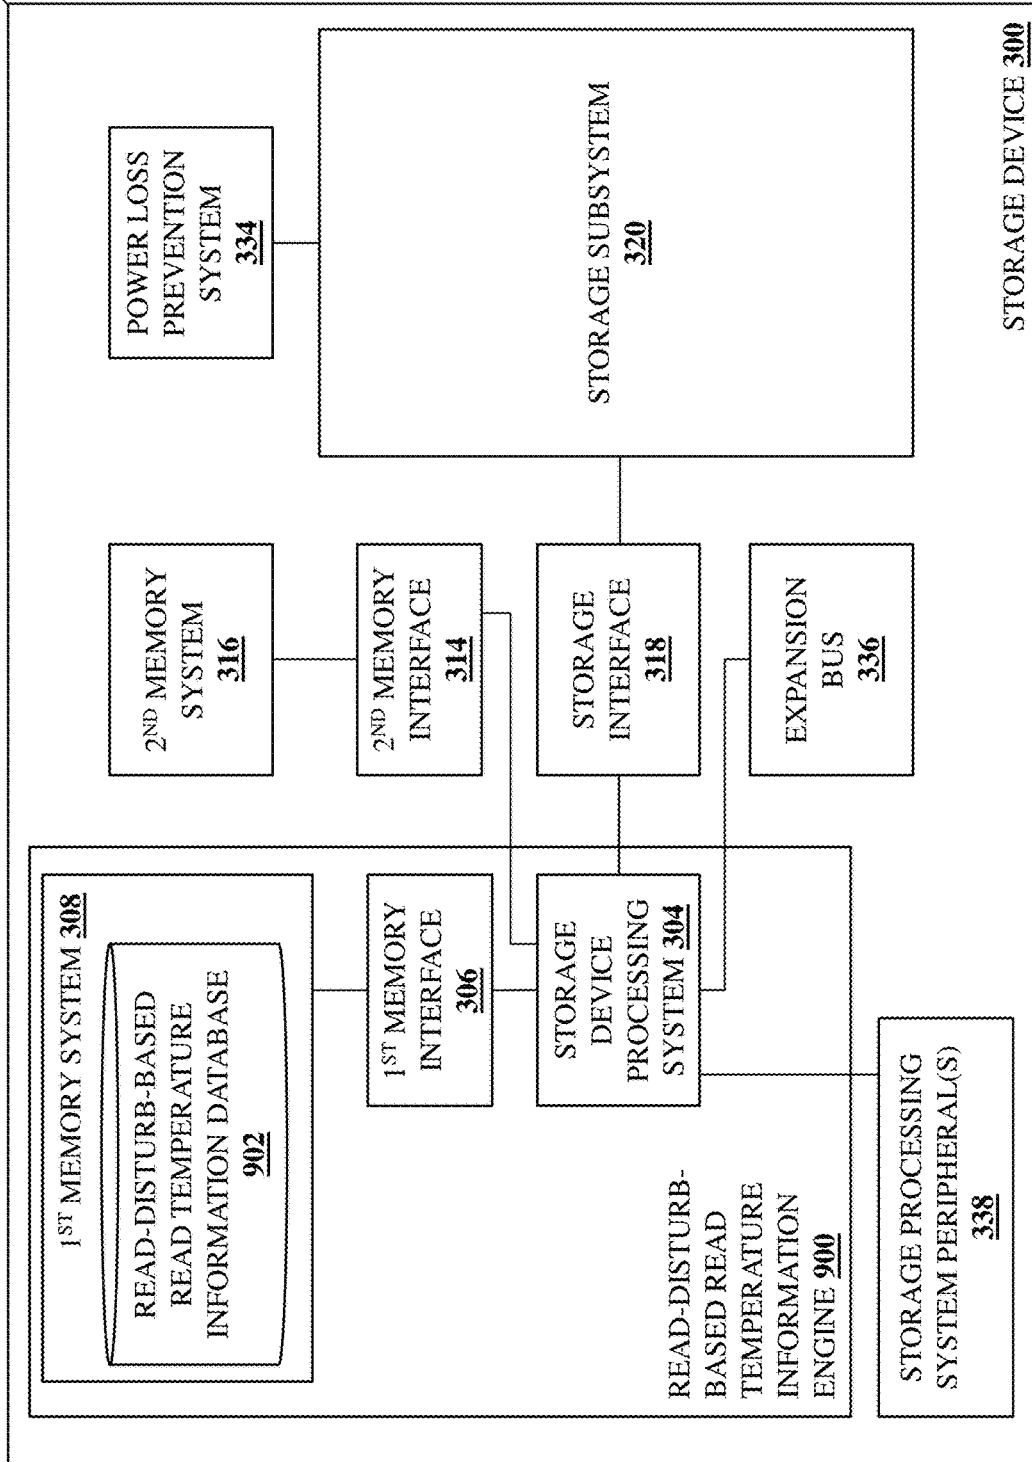 1ST MEMORY SYSTEM 308
READ-DISTURB-BASED
READ TEMPERATURE
INFORMATION DATABASE
902
1ST MEMORY
INTERFACE
306
STORAGE
DEVICE
PROCESSING
SYSTEM 304
READ-DISTURB-
BASED READ
TEMPERATURE
INFORMATION
ENGINE 900
STORAGE PROCESSING
SYSTEM PERIPHERAL(S)
338
2ND MEMORY
SYSTEM
316
2ND MEMORY
INTERFACE
314
STORAGE
INTERFACE
318
EXPANSION
BUS
336
POWER LOSS
PREVENTION
SYSTEM
334
STORAGE SUBSYSTEM
320
STORAGE DEVICE 300